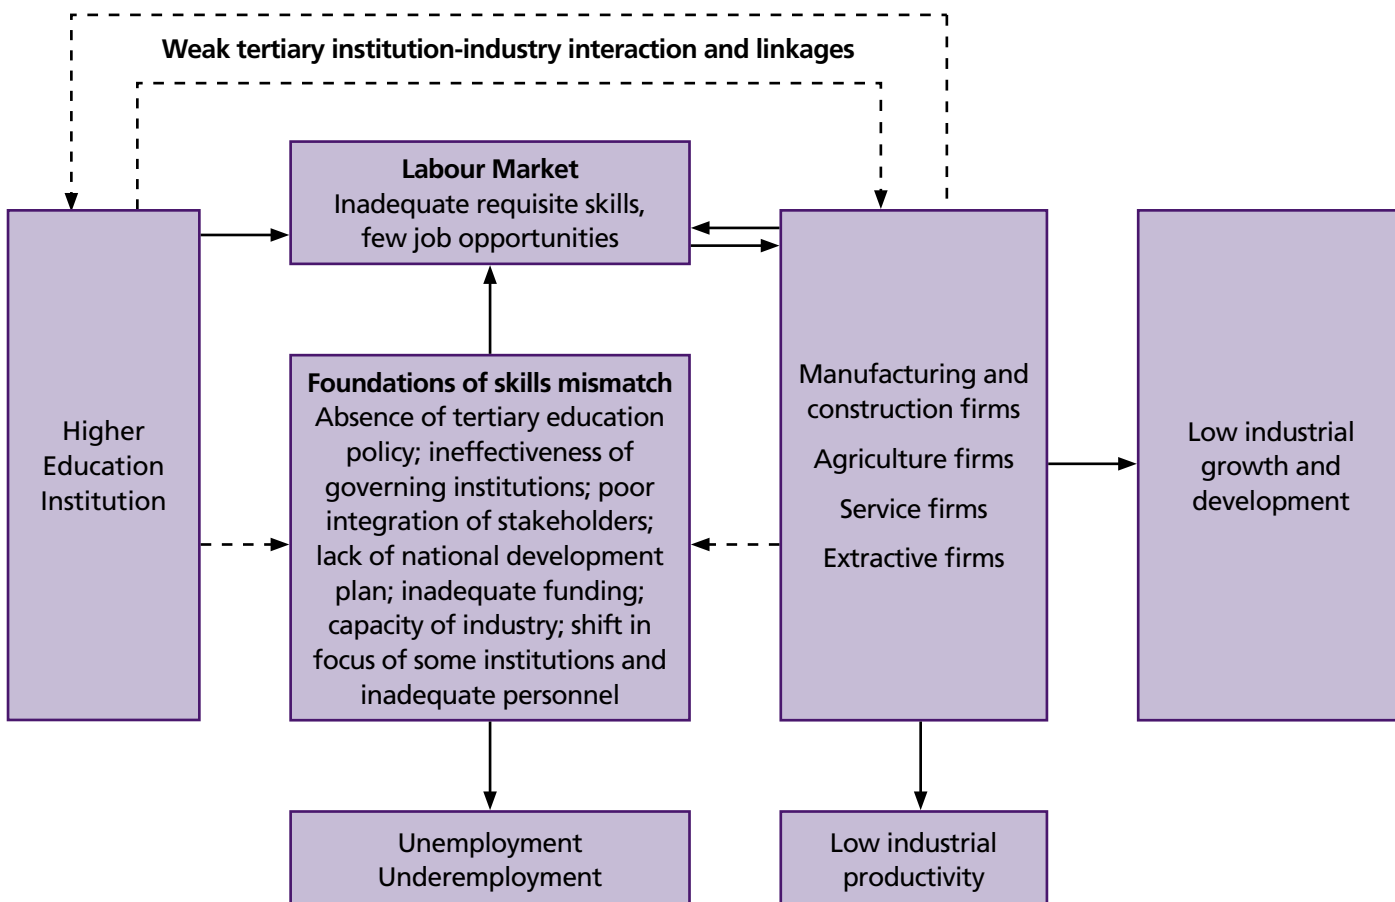 Weak tertiary institution-industry interaction and linkages
Labour Market
Inadequate requisite skills,
few job opportunities
Higher
Education
Institution
Foundations of skills mismatch
Absence of tertiary education
policy; ineffectiveness of
governing institutions; poor
integration of stakeholders;
lack of national development
plan; inadequate funding;
capacity of industry; shift in
focus of some institutions and
inadequate personnel
Manufacturing and
construction firms
Agriculture firms
Service firms
Extractive firms
Low industrial
growth and
development
Unemployment
Underemployment
Low industrial
productivity